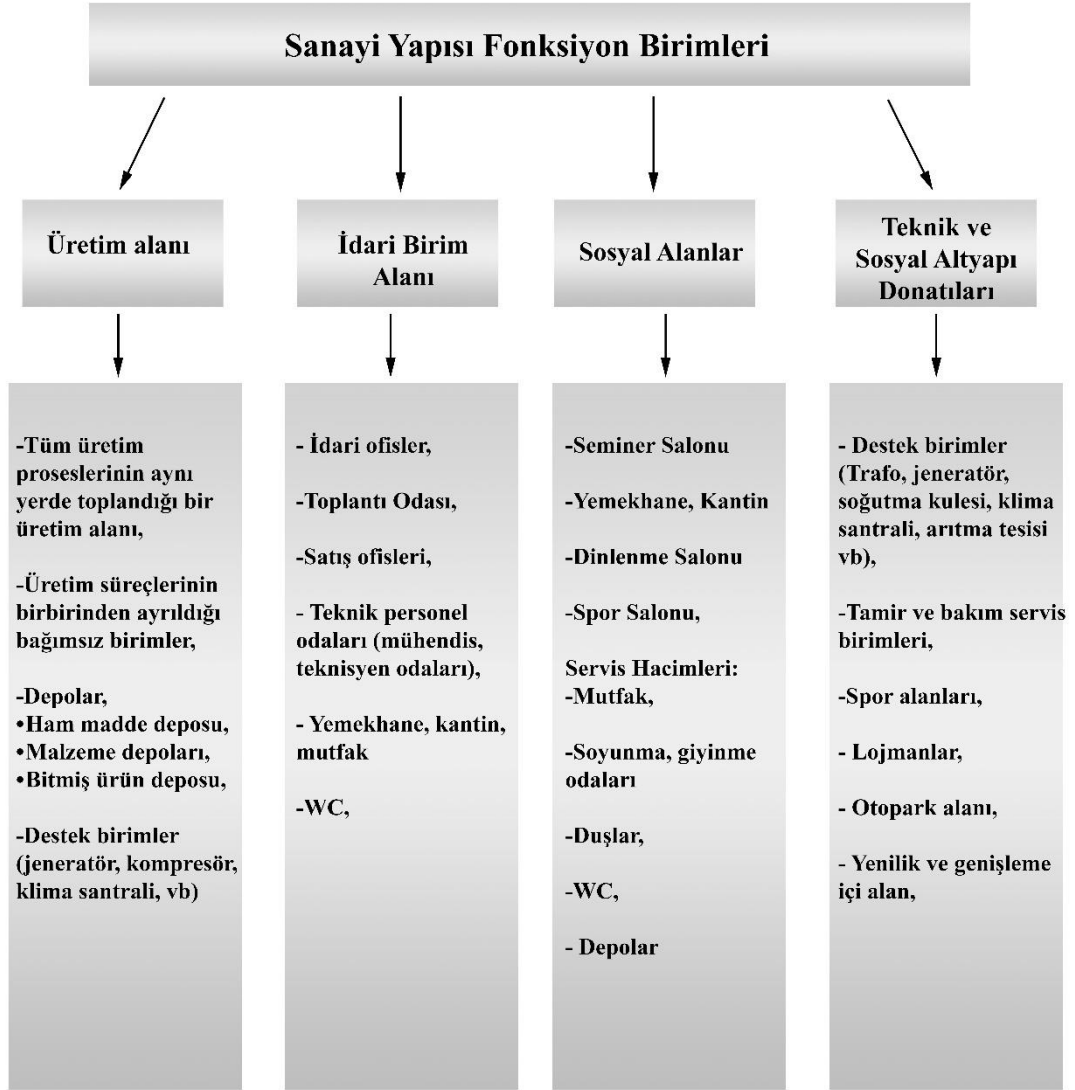 Sanayi Yapısı Fonksiyon Birimleri
Üretim alanı
İdari Birim
Alanı
Sosyal Alanlar
Teknik ve
Sosyal Altyapı
Donatıları
-Tüm üretim
proseslerinin aynı
yerde toplandığı bir
üretim alanı,
-Üretim süreçlerinin
birbirinden ayrıldığı
bağımsız birimler,
-Depolar,
•Ham madde deposu,
•Malzeme depoları,
•Bitmiş ürün deposu,
-Destek birimler
(jeneratör, kompresör,
klima santrali, vb)
- İdari ofisler,
-Toplantı Odası,
-Satış ofisleri,
- Teknik personel
odaları (mühendis,
teknisyen odaları),
- Yemekhane, kantin,
mutfak
-WC,
-Seminer Salonu
-Yemekhane, Kantin
-Dinlenme Salonu
-Spor Salonu,
Servis Hacimleri:
-Mutfak,
-Soyunma, giyinme
odaları
-Duşlar,
-WC,
- Depolar
- Destek birimler
(Trafo, jeneratör,
soğutma kulesi, klima
santrali, arıtma tesisi
vb),
-Tamir ve bakım servis
birimleri,
-Spor alanları,
- Lojmanlar,
- Otopark alanı,
- Yenilik ve genişleme
içi alan,